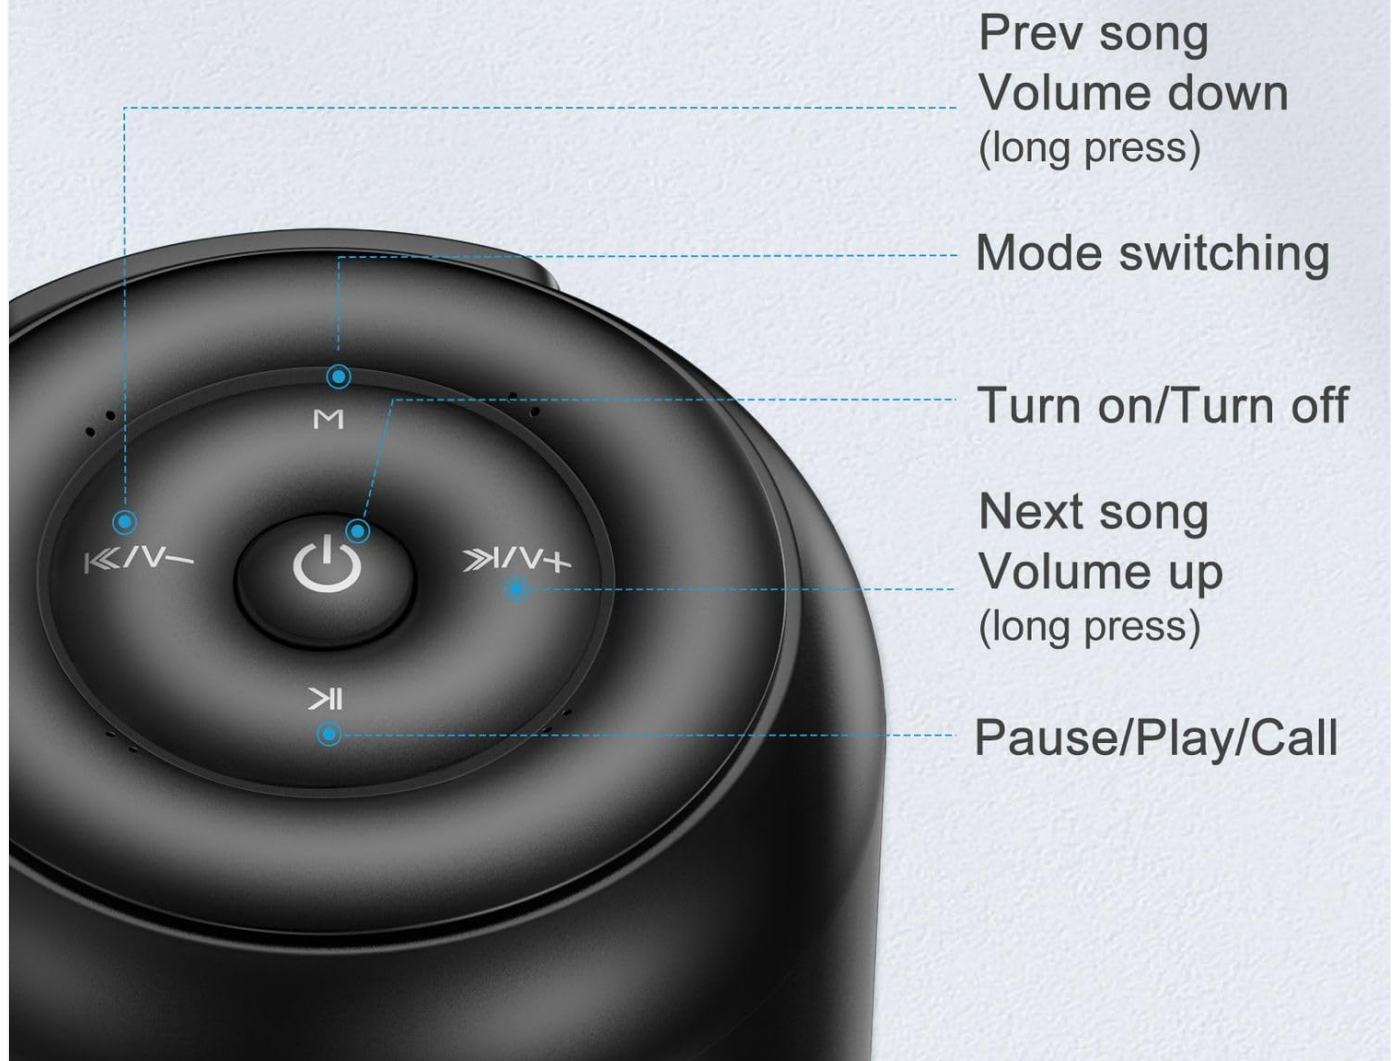 Prev song
Volume down
(long press)
Mode switching
Turn on/Turn off
M
Next song
Volume up
(long press)
/V−
/V+
Pause/Play/Call